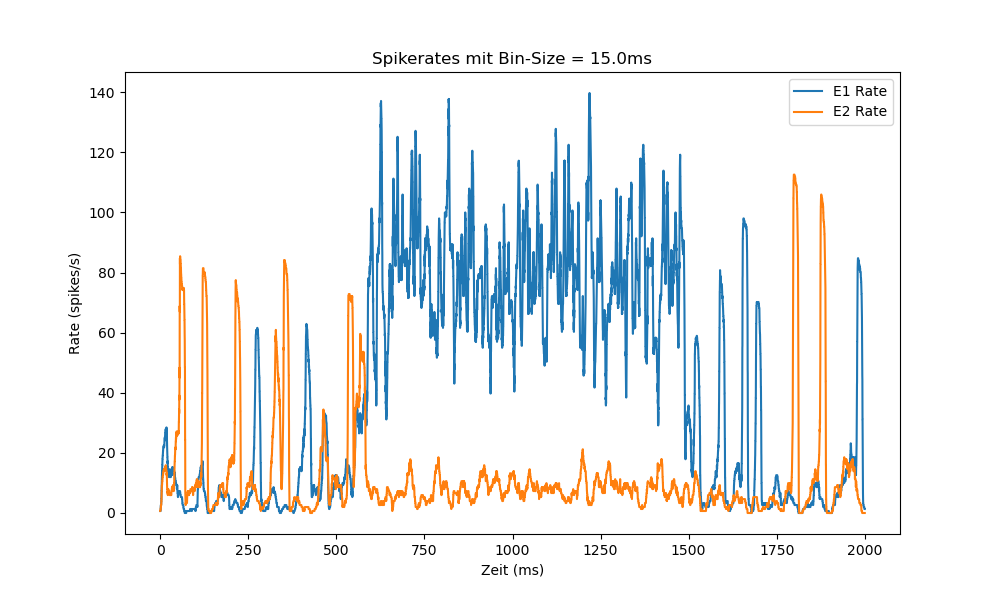 Spikerates mit Bin-Size = 15.0ms
E1 Rate
E2 Rate
140
120
100
80
60
40
20
0
Rate (spikes/s)
0 250 500 750 1000 1250 1500 1750 2000
Zeit (ms)